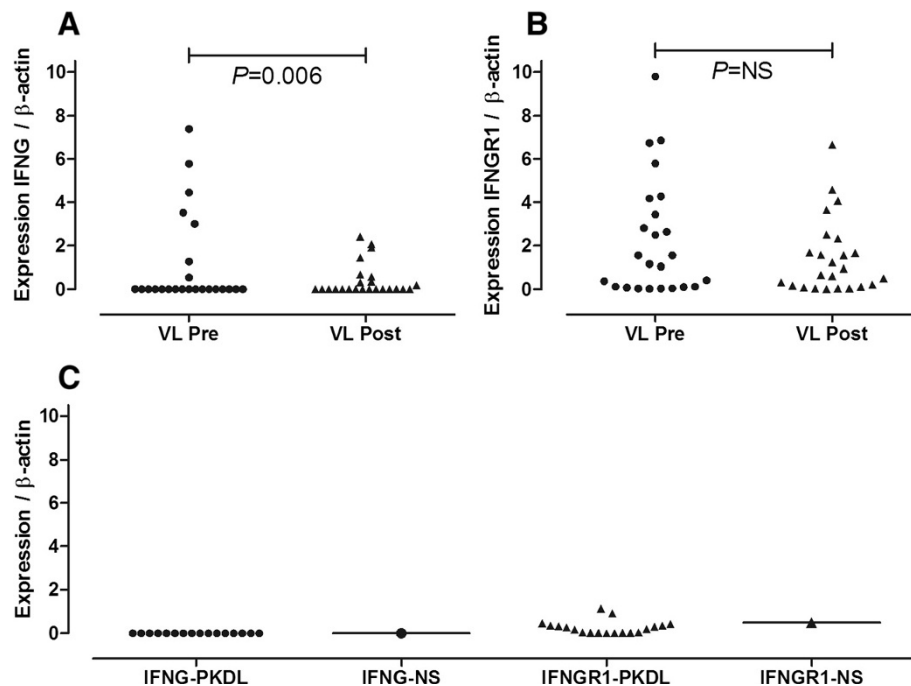 A
P=0.006
Expression IFNG / β-actin
10
8
6
4
2
0
VL Pre
VL Post
B
P=NS
Expression IFNGR1 / β-actin
10
8
6
4
2
0
VL Pre
VL Post
C
Expression / β-actin
10
8
6
4
2
0
IFNG-PKDL
IFNG-NS
IFNGR1-PKDL
IFNGR1-NS